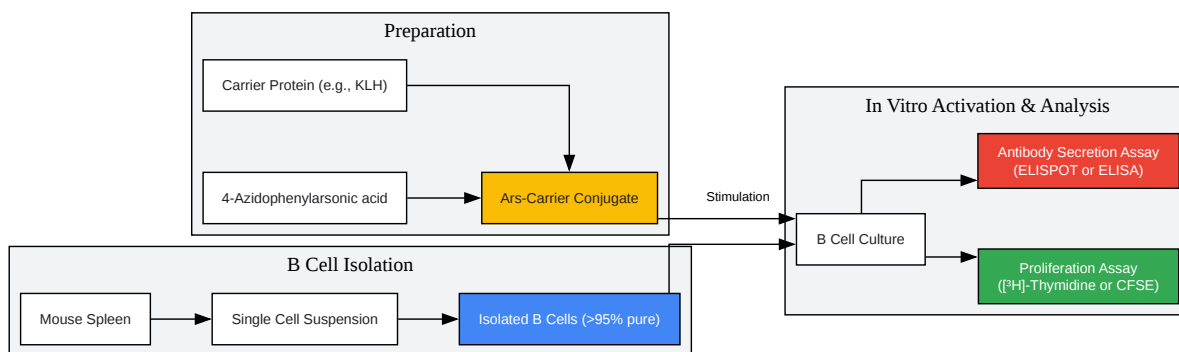 Preparation
Carrier Protein (e.g., KLH)
4-Azidophenylarsonic acid
Ars-Carrier Conjugate
Stimulation
B Cell Isolation
Mouse Spleen
Single Cell Suspension
Isolated B Cells (>95% pure)
In Vitro Activation & Analysis
B Cell Culture
Antibody Secretion Assay
(ELISPOT or ELISA)
Proliferation Assay
([³H]-Thymidine or CFSE)